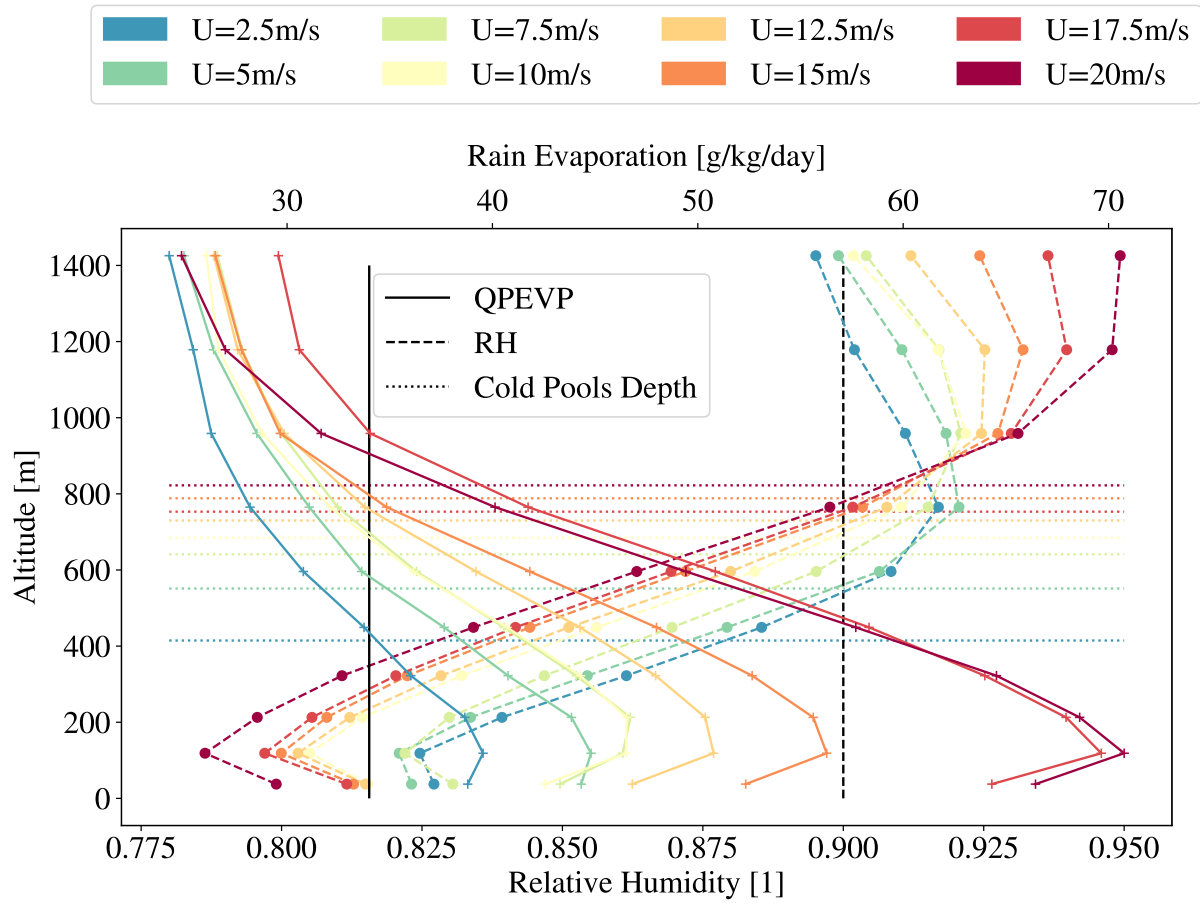 U=2.5m/s U=7.5m/s U=12.5m/s U=17.5m/s
U=5m/s U=10m/s U=15m/s U=20m/s
Rain Evaporation [g/kg/day]
30 40 50 60 70
1400
1200
1000
800
600
400
200
0
Altitude [m]
QPEVP
RH
Cold Pools Depth
0.775 0.800 0.825 0.850 0.875 0.900 0.925 0.950
Relative Humidity [1]